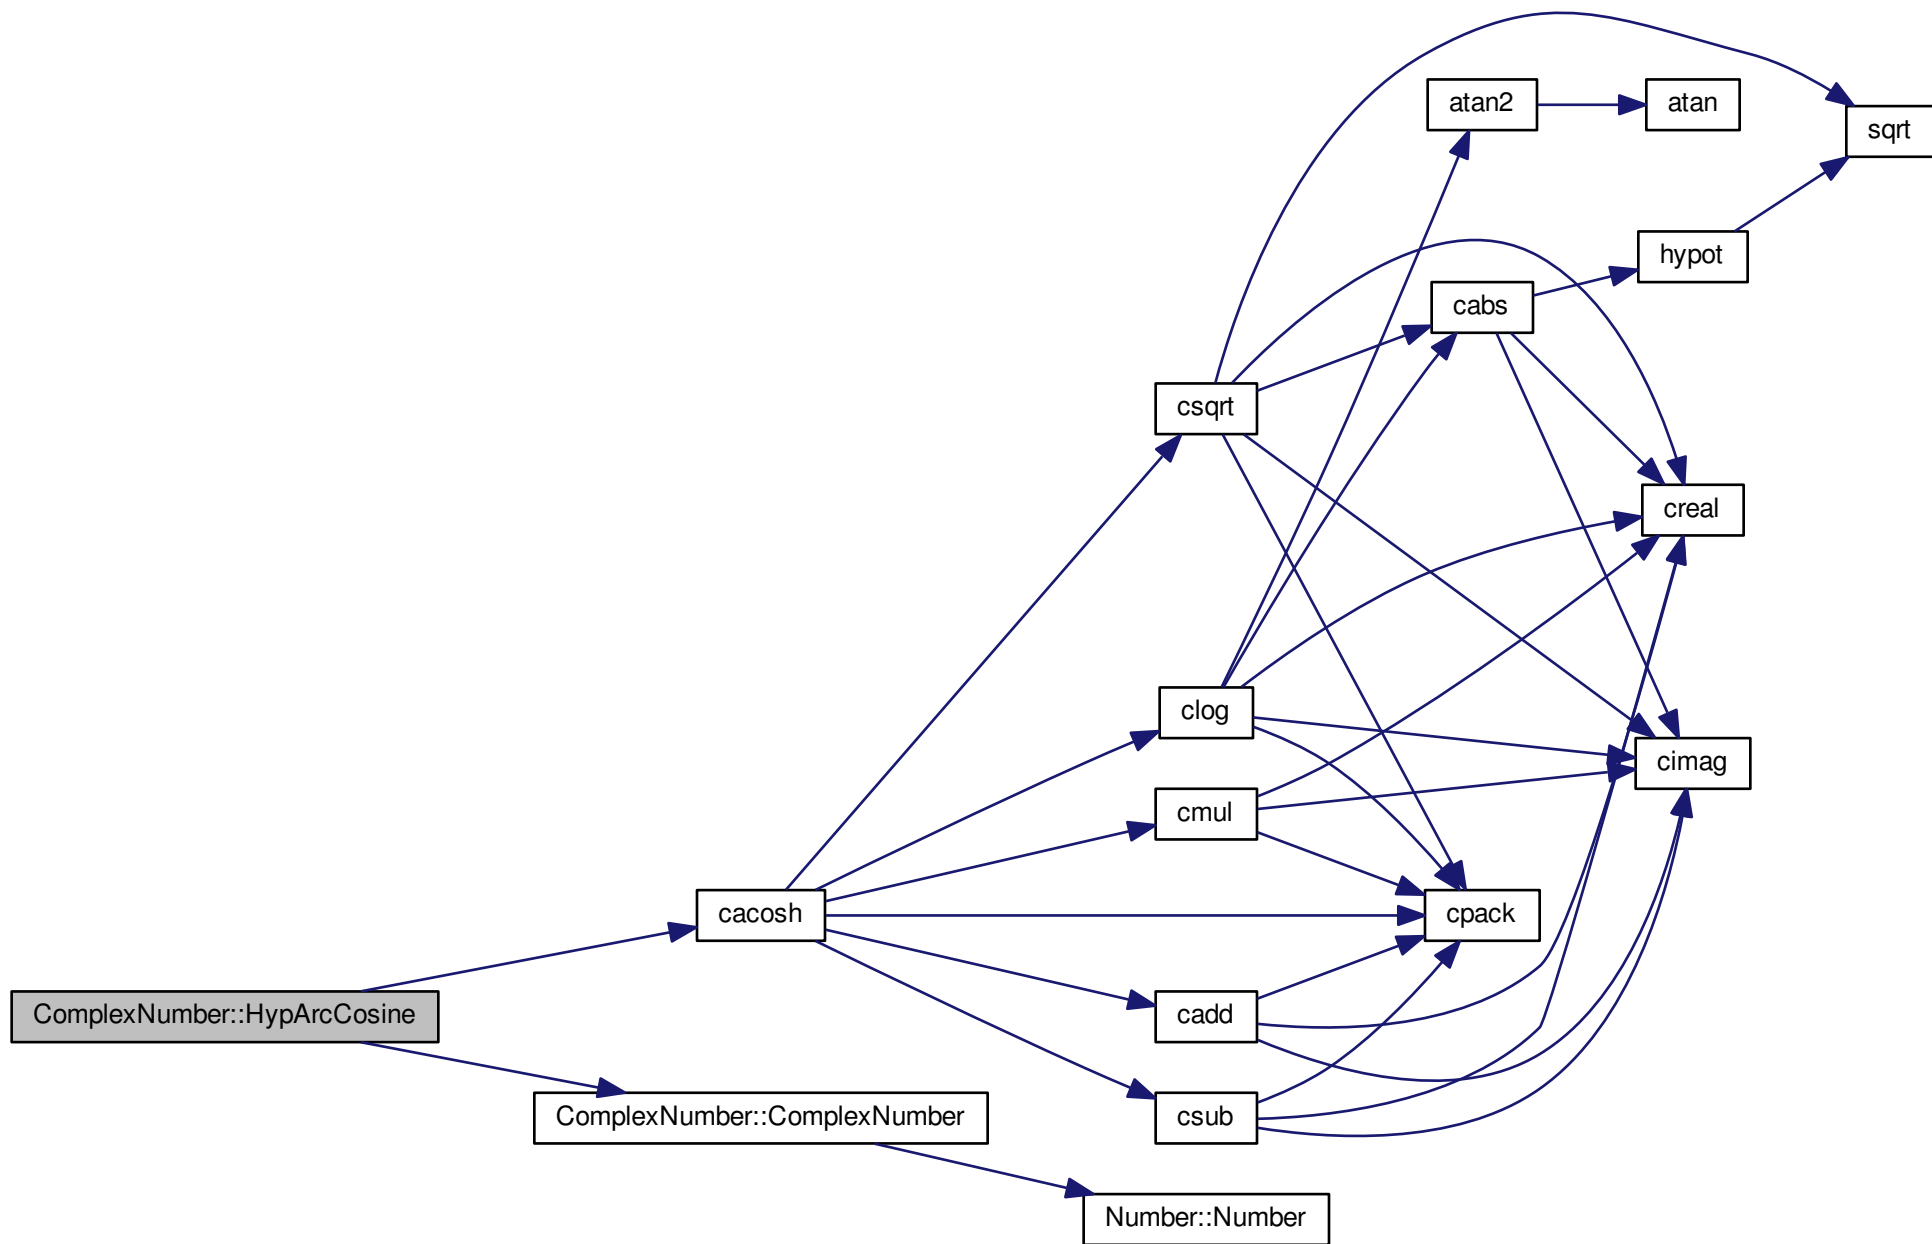 atan2
atan
sqrt
hypot
cabs
csqrt
creal
clog
cimag
cmul
cacosh
cpack
ComplexNumber::HypArcCosine
cadd
ComplexNumber::ComplexNumber
csub
Number::Number